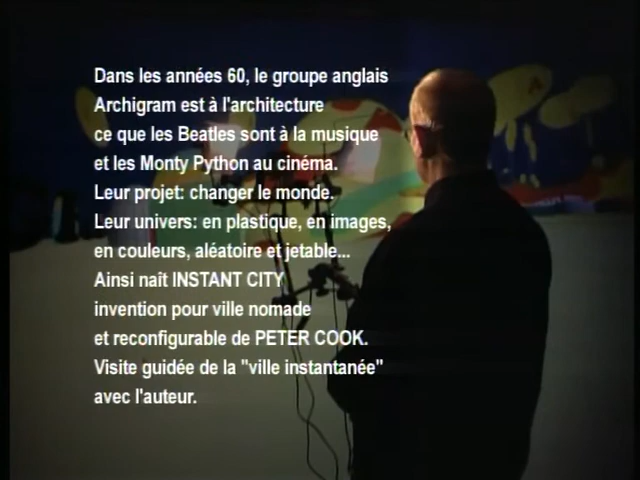 Dans les années 60, le groupe anglais
Archigram est à l'architecture
ce que les Beatles sont à la musique
et les Monty Python au cinéma.
Leur projet: changer le monde.
Leur univers: en plastique, en images,
en couleurs, aléatoire et jetable...
Ainsi naît INSTANT CITY
invention pour ville nomade
et reconfigurable de PETER COOK.
Visite guidée de la "ville instantanée"
avec l'auteur.